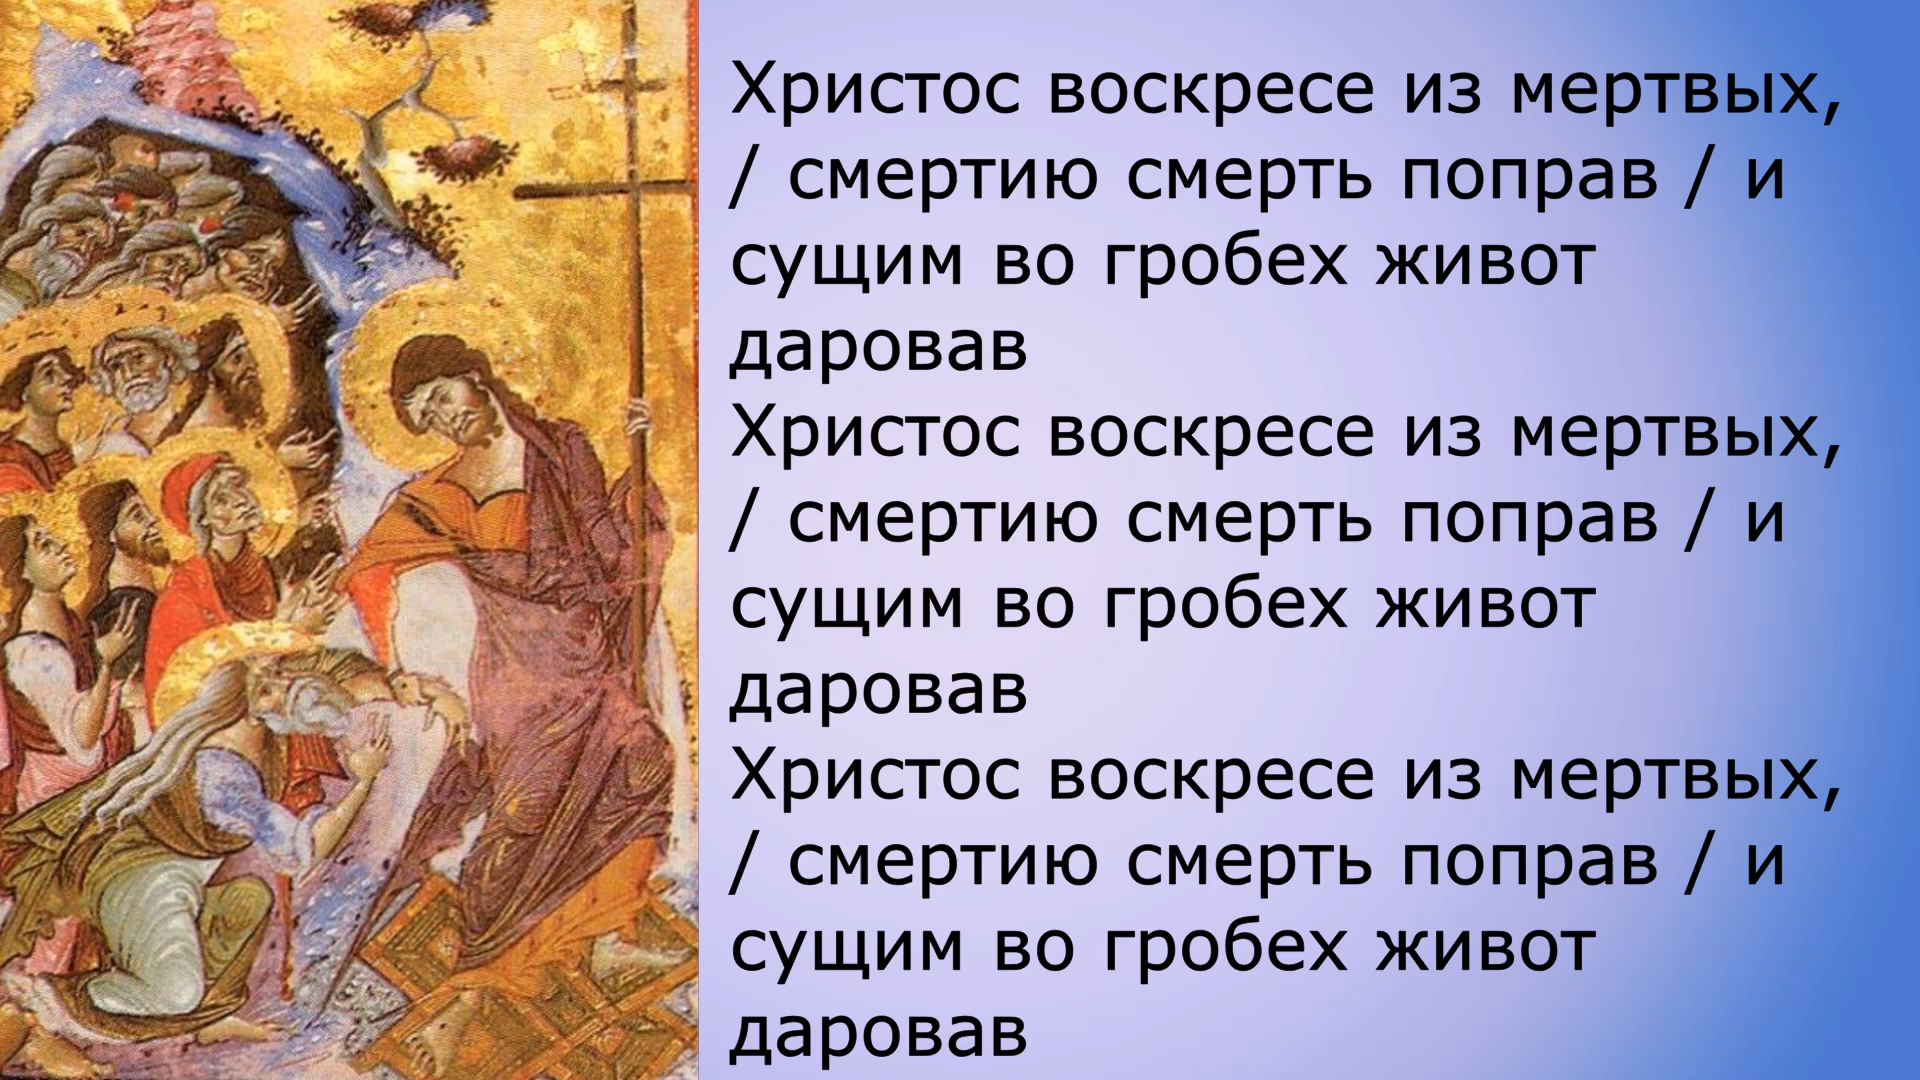 Христос воскресе из мертвых,
/ смертию смерть поправ / и
сущим во гробех живот
даровав
Христос воскресе из мертвых,
/ смертию смерть поправ / и
сущим во гробех живот
даровав
Христос воскресе из мертвых,
/ смертию смерть поправ / и
сущим во гробех живот
даровав